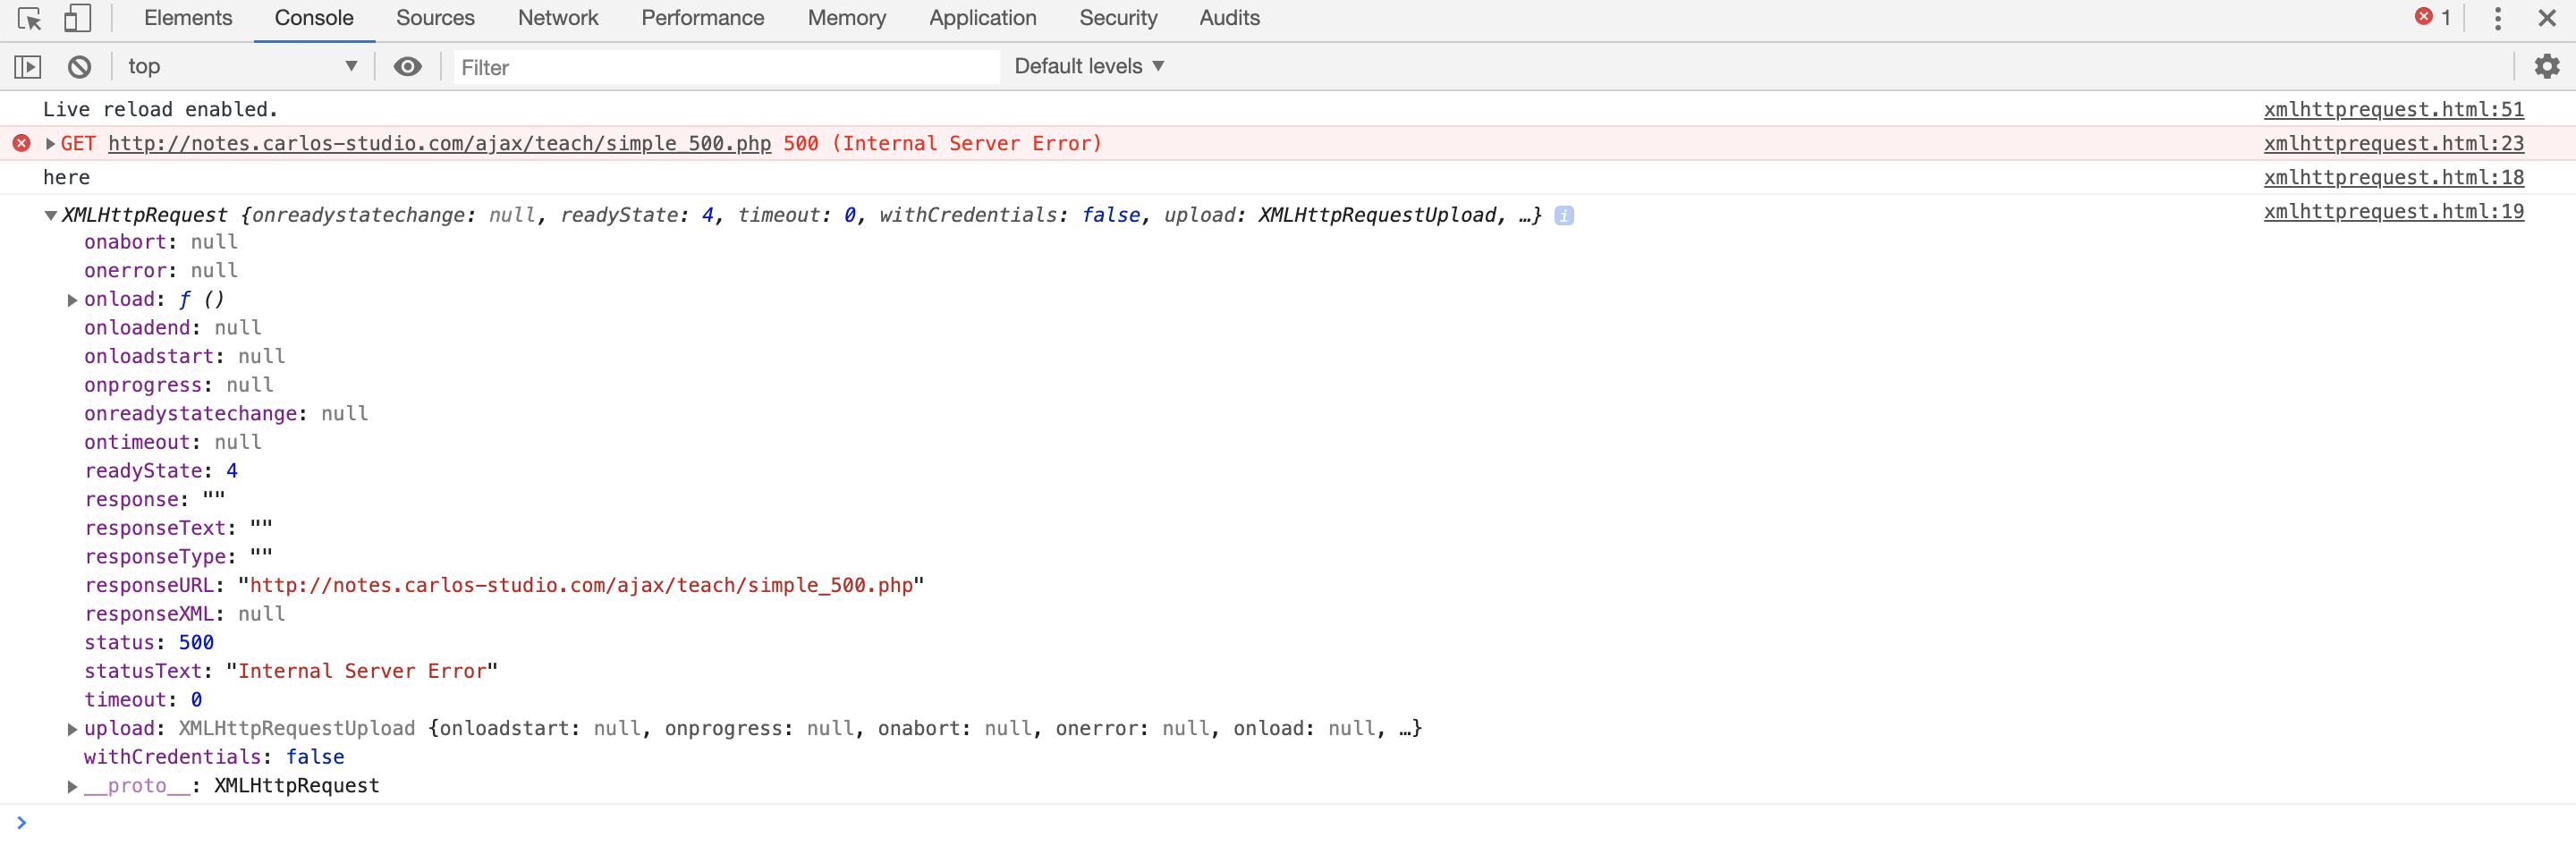 Elements Console Sources Network Performance Memory Application Security Audits 1
top Filter Default levels
Live reload enabled. xmlhttprequest.html:51
GET http://notes.carlos-studio.com/ajax/teach/simple_500.php 500 (Internal Server Error) xmlhttprequest.html:23
here xmlhttprequest.html:18
XMLHttpRequest {onreadystatechange: null, readyState: 4, timeout: 0, withCredentials: false, upload: XMLHttpRequestUpload, …} i xmlhttprequest.html:19
onabort: null
onerror: null
onload: ƒ ()
onloadend: null
onloadstart: null
onprogress: null
onreadystatechange: null
ontimeout: null
readyState: 4
response: ""
responseText: ""
responseType: ""
responseURL: "http://notes.carlos-studio.com/ajax/teach/simple_500.php"
responseXML: null
status: 500
statusText: "Internal Server Error"
timeout: 0
upload: XMLHttpRequestUpload {onloadstart: null, onprogress: null, onabort: null, onerror: null, onload: null, …}
withCredentials: false
__proto__: XMLHttpRequest